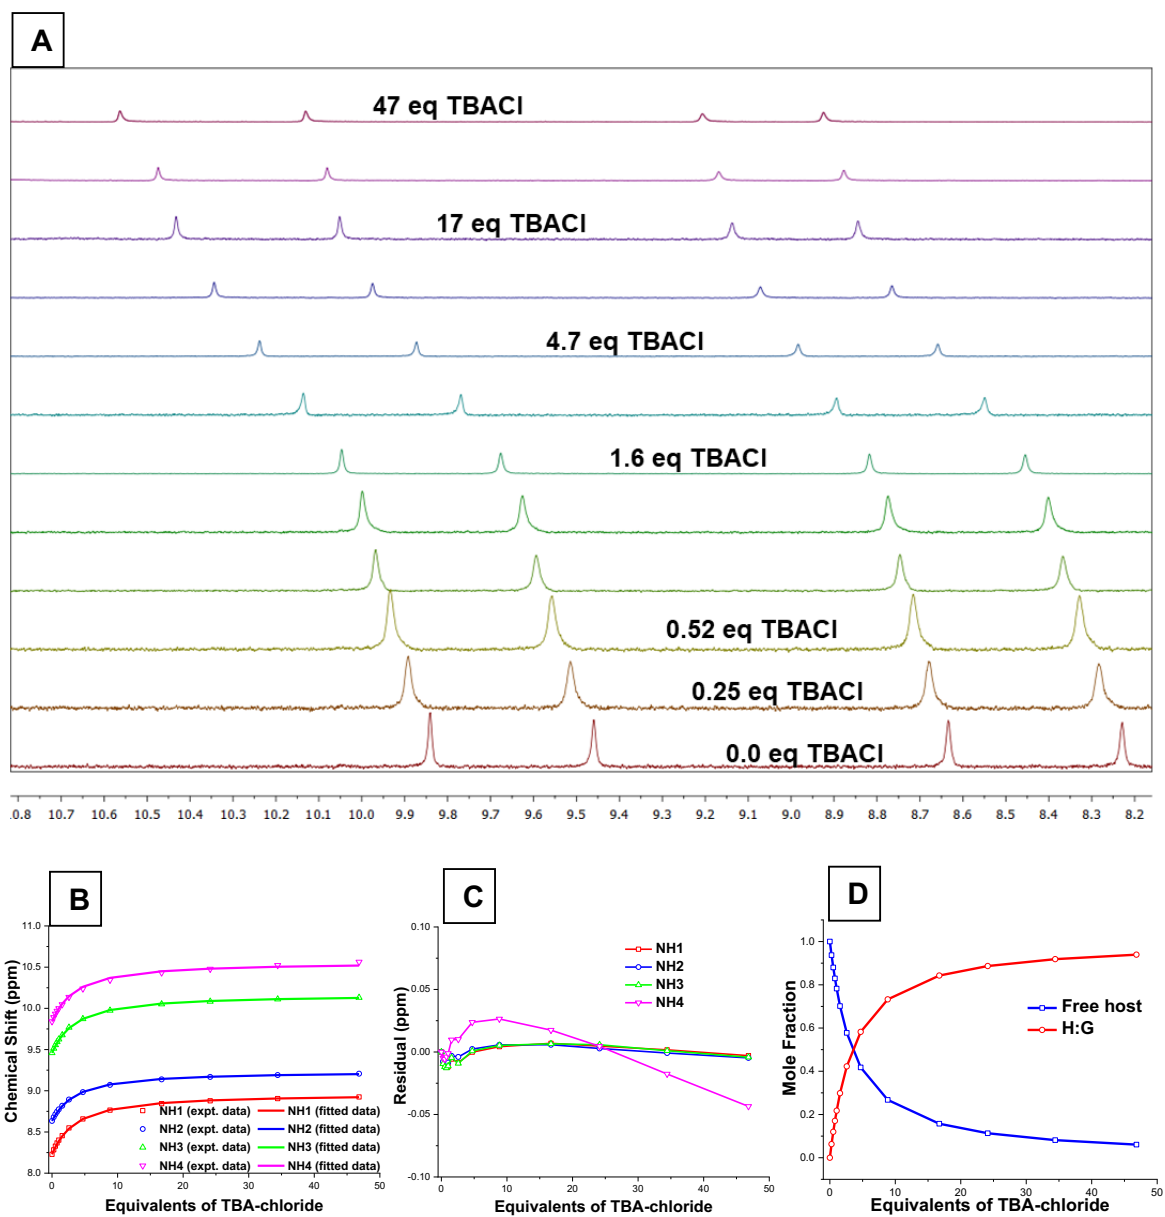 A
47 eq TBACl
17 eq TBACl
4.7 eq TBACl
1.6 eq TBACl
0.52 eq TBACl
0.25 eq TBACl
0.0 eq TBACl
.0.8 10.7 10.6 10.5 10.4 10.3 10.2 10.1 10.0 9.9 9.8 9.7 9.6 9.5 9.4 9.3 9.2 9.1 9.0 8.9 8.8 8.7 8.6 8.5 8.4 8.3 8.2
B
Chemical Shift (ppm)
11.0
10.5
10.0
9.5
9.0
8.5
8.0
NH1 (expt. data) NH1 (fitted data)
NH2 (expt. data) NH2 (fitted data)
NH3 (expt. data) NH3 (fitted data)
NH4 (expt. data) NH4 (fitted data)
0 10 20 30 40 50
Equivalents of TBA-chloride
C
Residual (ppm)
0.10
0.05
0.00
-0.05
-0.10
NH1
NH2
NH3
NH4
0 10 20 30 40 50
Equivalents of TBA-chloride
D
Mole Fraction
1.0
0.8
0.6
0.4
0.2
0.0
Free host
H:G
0 10 20 30 40 50
Equivalents of TBA-chloride